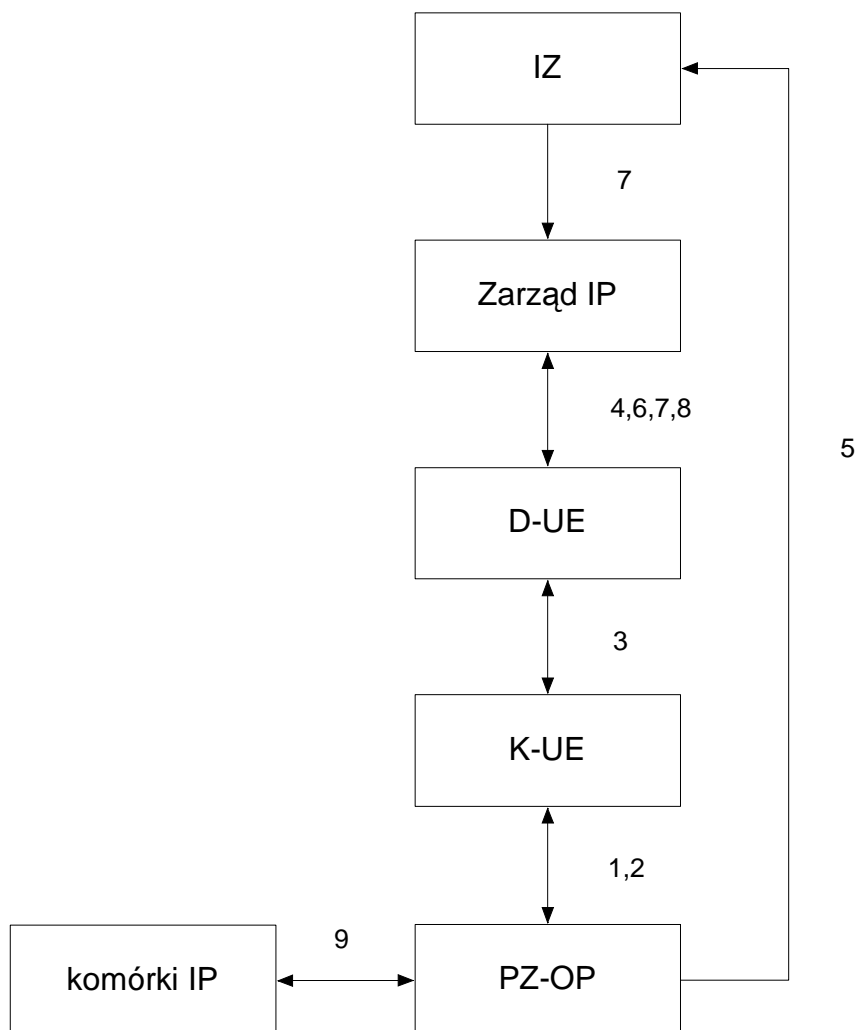 IZ
7
Zarząd IP
4,6,7,8
5
D-UE
3
K-UE
1,2
9
komórki IP
PZ-OP